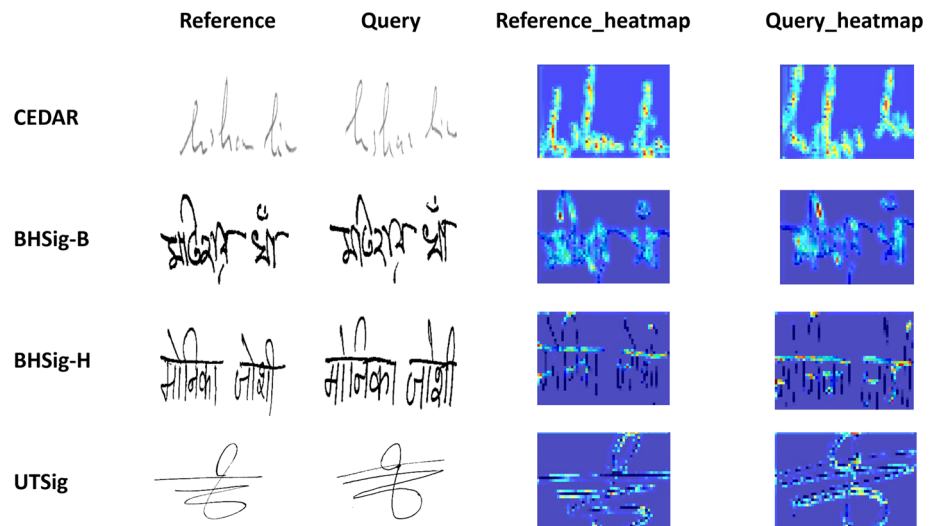 Reference Query Reference_heatmap Query_heatmap
CEDAR
BHSig-B খাঁ খাঁ
BHSig-H मोनिका जोशी मोनिका जोशी
UTSig